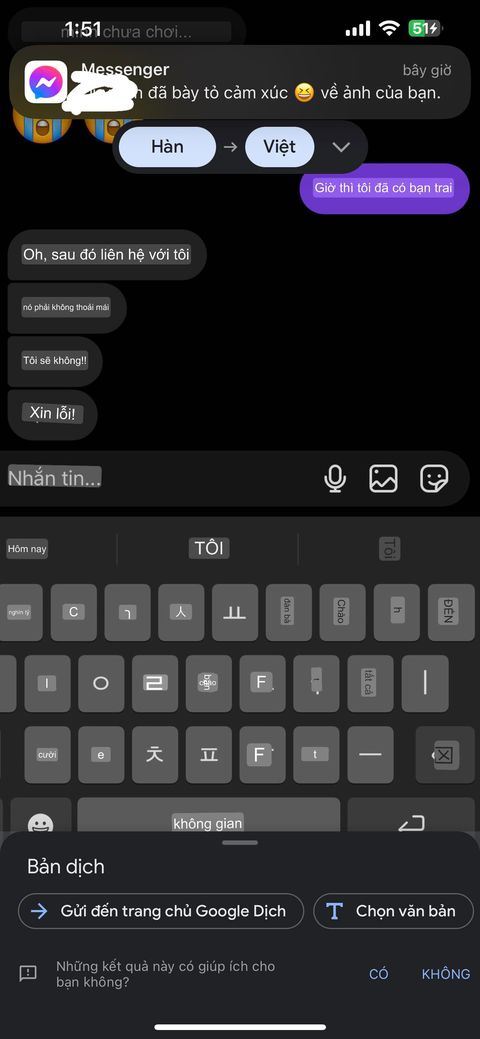 mình chưa chơi...
1:51
51
Messenger
bây giờ
đã bày tỏ cảm xúc 😆 về ảnh của bạn.
Hàn → Việt
Giờ thì tôi đã có bạn trai
Oh, sau đó liên hệ với tôi
nó phải không thoải mái
Tôi sẽ không!!
Xin lỗi!
Nhắn tin...
Hôm nay TÔI Tôi
nghìn tỷ C ㄱ ㅅ ㅛ đàn bà Chào h ĐẾN
l ㅇ ㄹ F tất cả ㅣ
cười e ㅊ ㅍ F t ㅡ
không gian
Bản dịch
Gửi đến trang chủ Google Dịch Chọn văn bản
Những kết quả này có giúp ích cho
bạn không?
CÓ KHÔNG